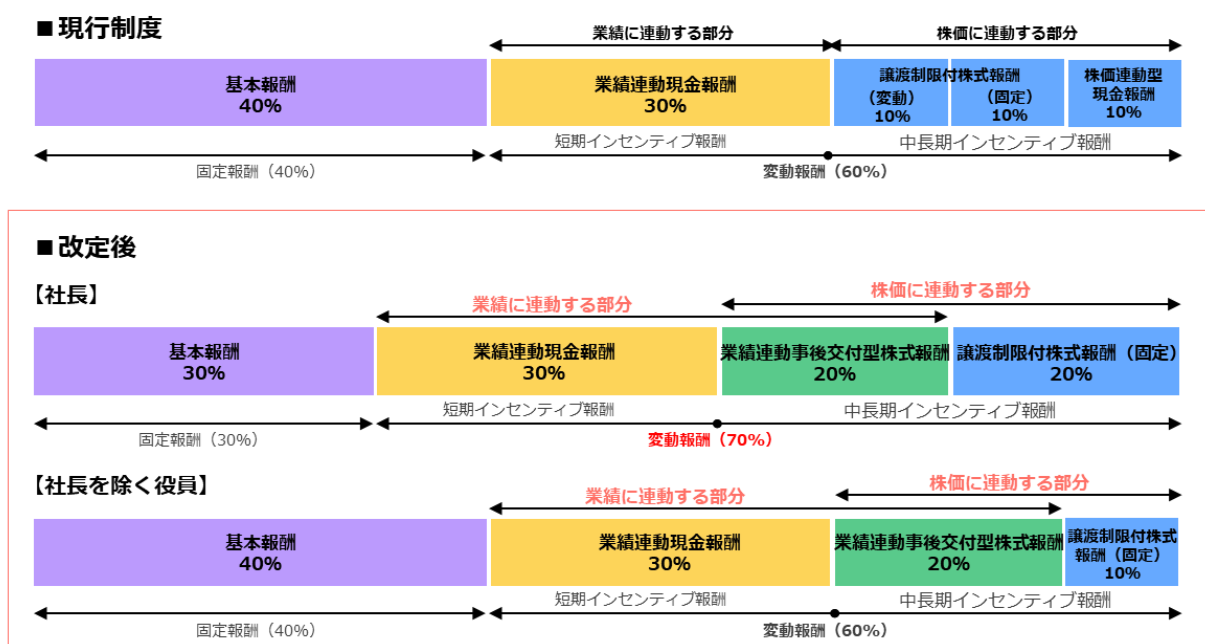 ■現行制度
業績に連動する部分
株価に連動する部分
基本報酬
40%
業績連動現金報酬
30%
譲渡制限付株式報酬
（変動）
10%
（固定）
10%
株価連動型
現金報酬
10%
短期インセンティブ報酬
中長期インセンティブ報酬
固定報酬（40%）
変動報酬（60%）
■改定後
【社長】
業績に連動する部分
株価に連動する部分
基本報酬
30%
業績連動現金報酬
30%
業績連動事後交付型株式報酬
20%
譲渡制限付株式報酬（固定）
20%
短期インセンティブ報酬
中長期インセンティブ報酬
固定報酬（30%）
変動報酬（70%）
【社長を除く役員】
業績に連動する部分
株価に連動する部分
基本報酬
40%
業績連動現金報酬
30%
業績連動事後交付型株式報酬
20%
譲渡制限付株式
報酬（固定）
10%
短期インセンティブ報酬
中長期インセンティブ報酬
固定報酬（40%）
変動報酬（60%）